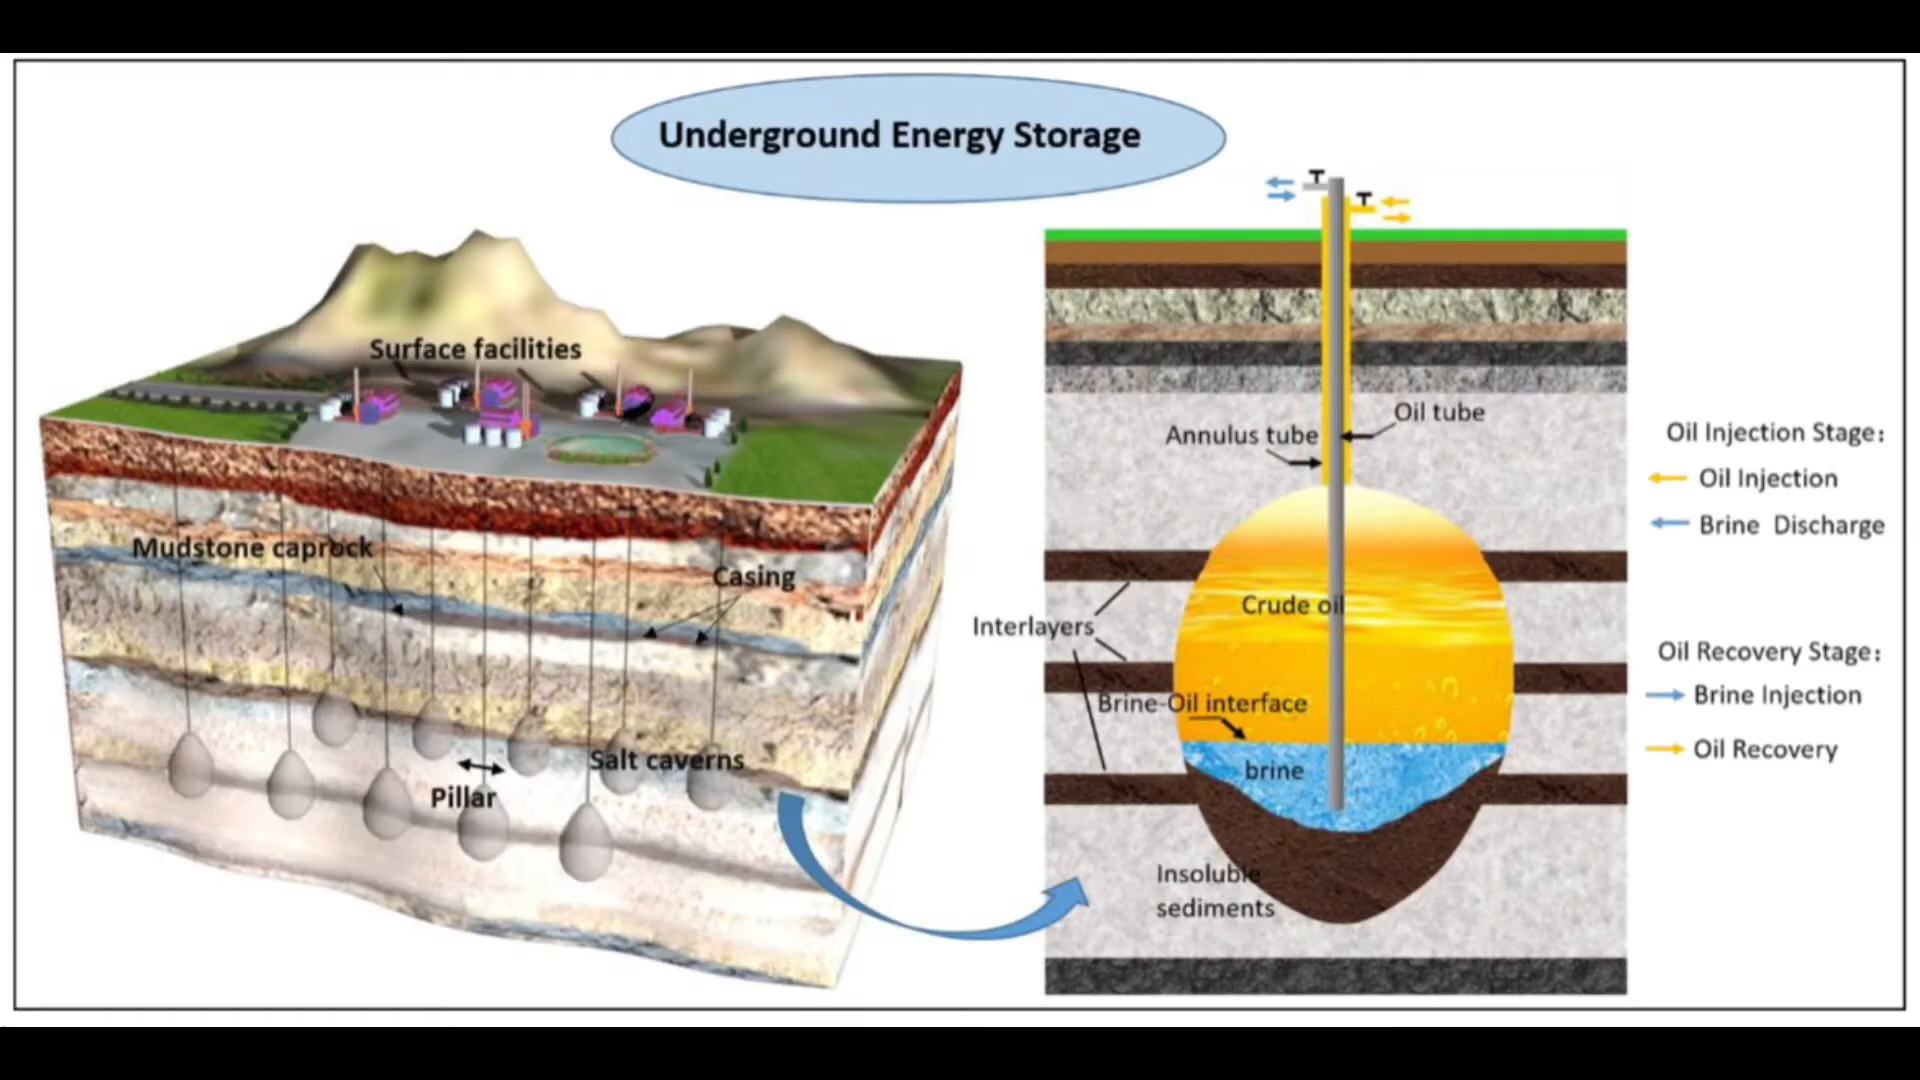 Underground Energy Storage
Surface facilities
Mudstone caprock
Casing
Salt caverns
Pillar
Oil tube
Annulus tube
Crude oil
Interlayers
Brine-Oil interface
brine
Insoluble
sediments
Oil Injection Stage:
Oil Injection
Brine Discharge
Oil Recovery Stage:
Brine Injection
Oil Recovery